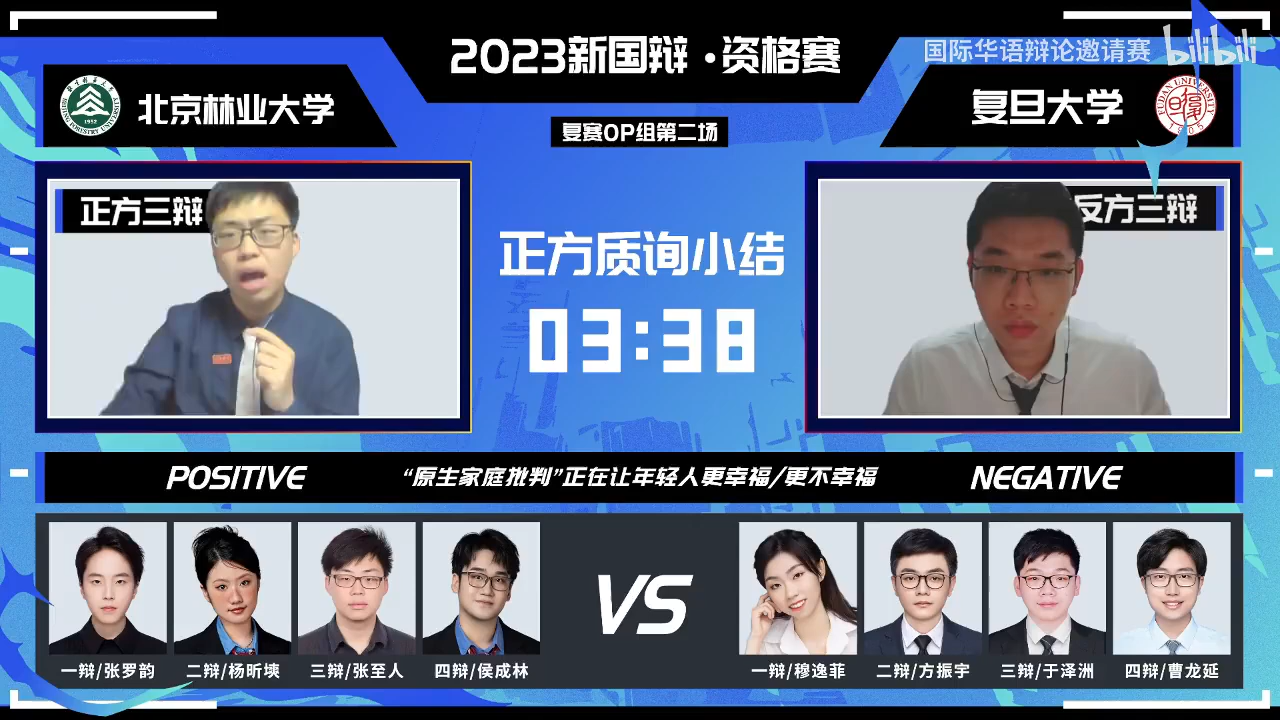 2023新国辩·资格赛
国际华语辩论邀请赛
bilibili
北京林业大学
复旦大学
1952
FUDAN UNIVERSITY
1905
复赛OP组第二场
正方三辩
反方三辩
正方质询小结
03:38
POSITIVE
“原生家庭批判”正在让年轻人更幸福/更不幸福
NEGATIVE
一辩/张罗韵
二辩/杨昕㙓
三辩/张至人
四辩/侯成林
VS
一辩/穆逸菲
二辩/方振宇
三辩/于泽洲
四辩/曹龙延